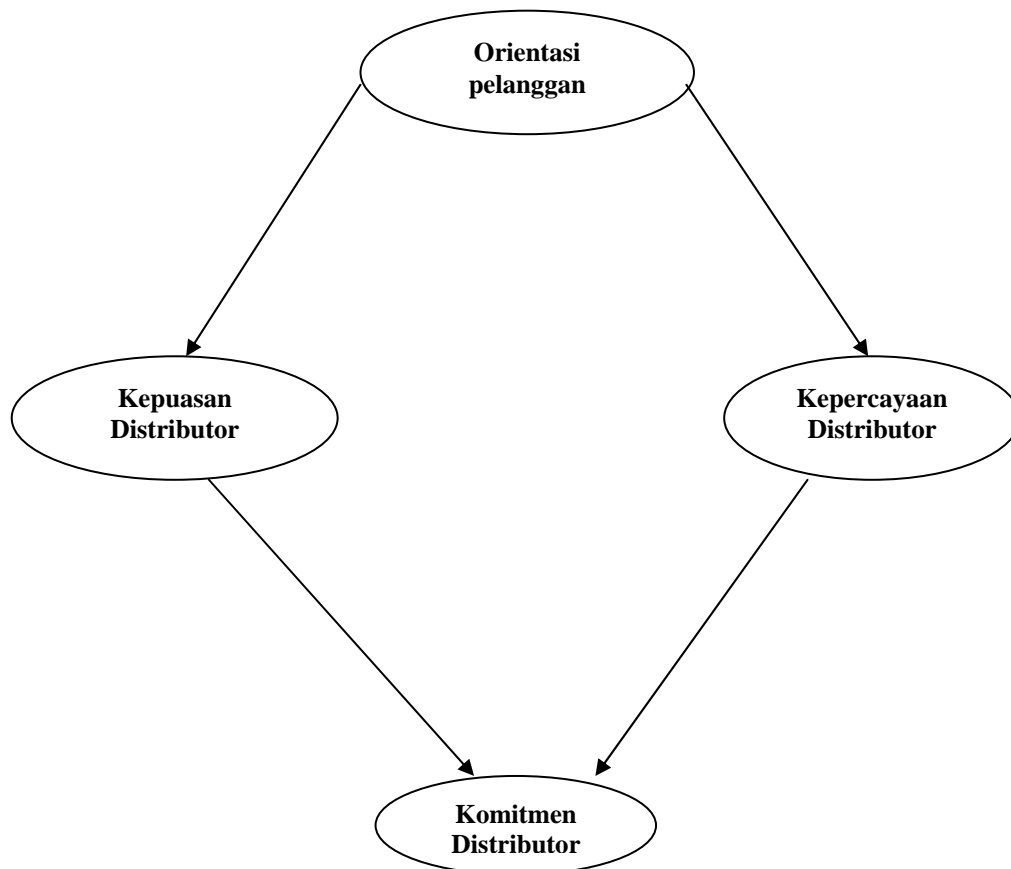 Orientasi
pelanggan
Kepuasan
Distributor
Kepercayaan
Distributor
Komitmen
Distributor